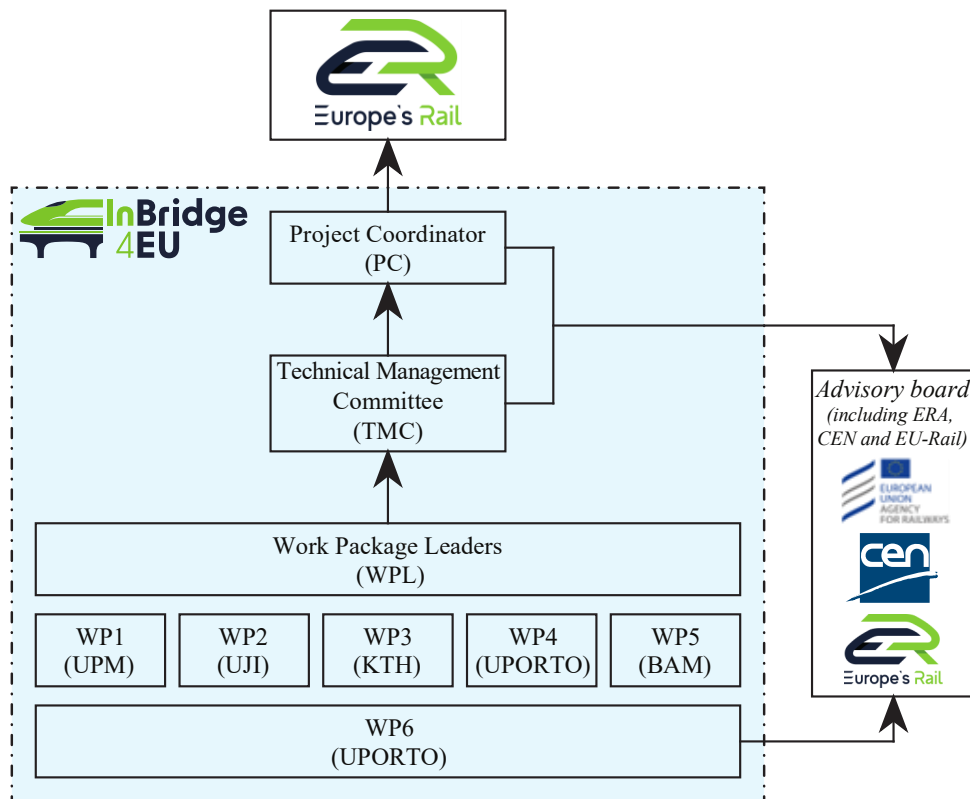 Europe's Rail
InBridge
4EU
Project Coordinator
(PC)
Technical Management
Committee
(TMC)
Advisory board
(including ERA,
CEN and EU-Rail)
EUROPEAN
UNION
AGENCY
FOR RAILWAYS
cen
Europe's Rail
Work Package Leaders
(WPL)
WP1
(UPM)
WP2
(UJI)
WP3
(KTH)
WP4
(UPORTO)
WP5
(BAM)
WP6
(UPORTO)